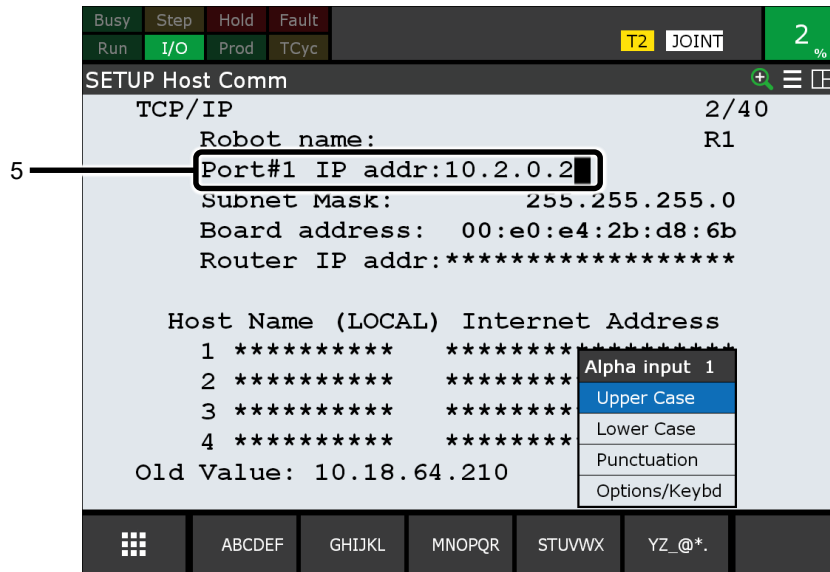 Busy Step Hold Fault
Run I/O Prod TCyc
T2 JOINT
2 %
SETUP Host Comm
TCP/IP 2/40
Robot name: R1
5
Port#1 IP addr:10.2.0.2
Subnet Mask: 255.255.255.0
Board address: 00:e0:e4:2b:d8:6b
Router IP addr:******************
Host Name (LOCAL) Internet Address
1 ********** ******************
2 ********** ********
3 ********** ********
4 ********** ********
Old Value: 10.18.64.210
Alpha input 1
Upper Case
Lower Case
Punctuation
Options/Keybd
ABCDEF GHIJKL MNOPQR STUVWX YZ_@*.